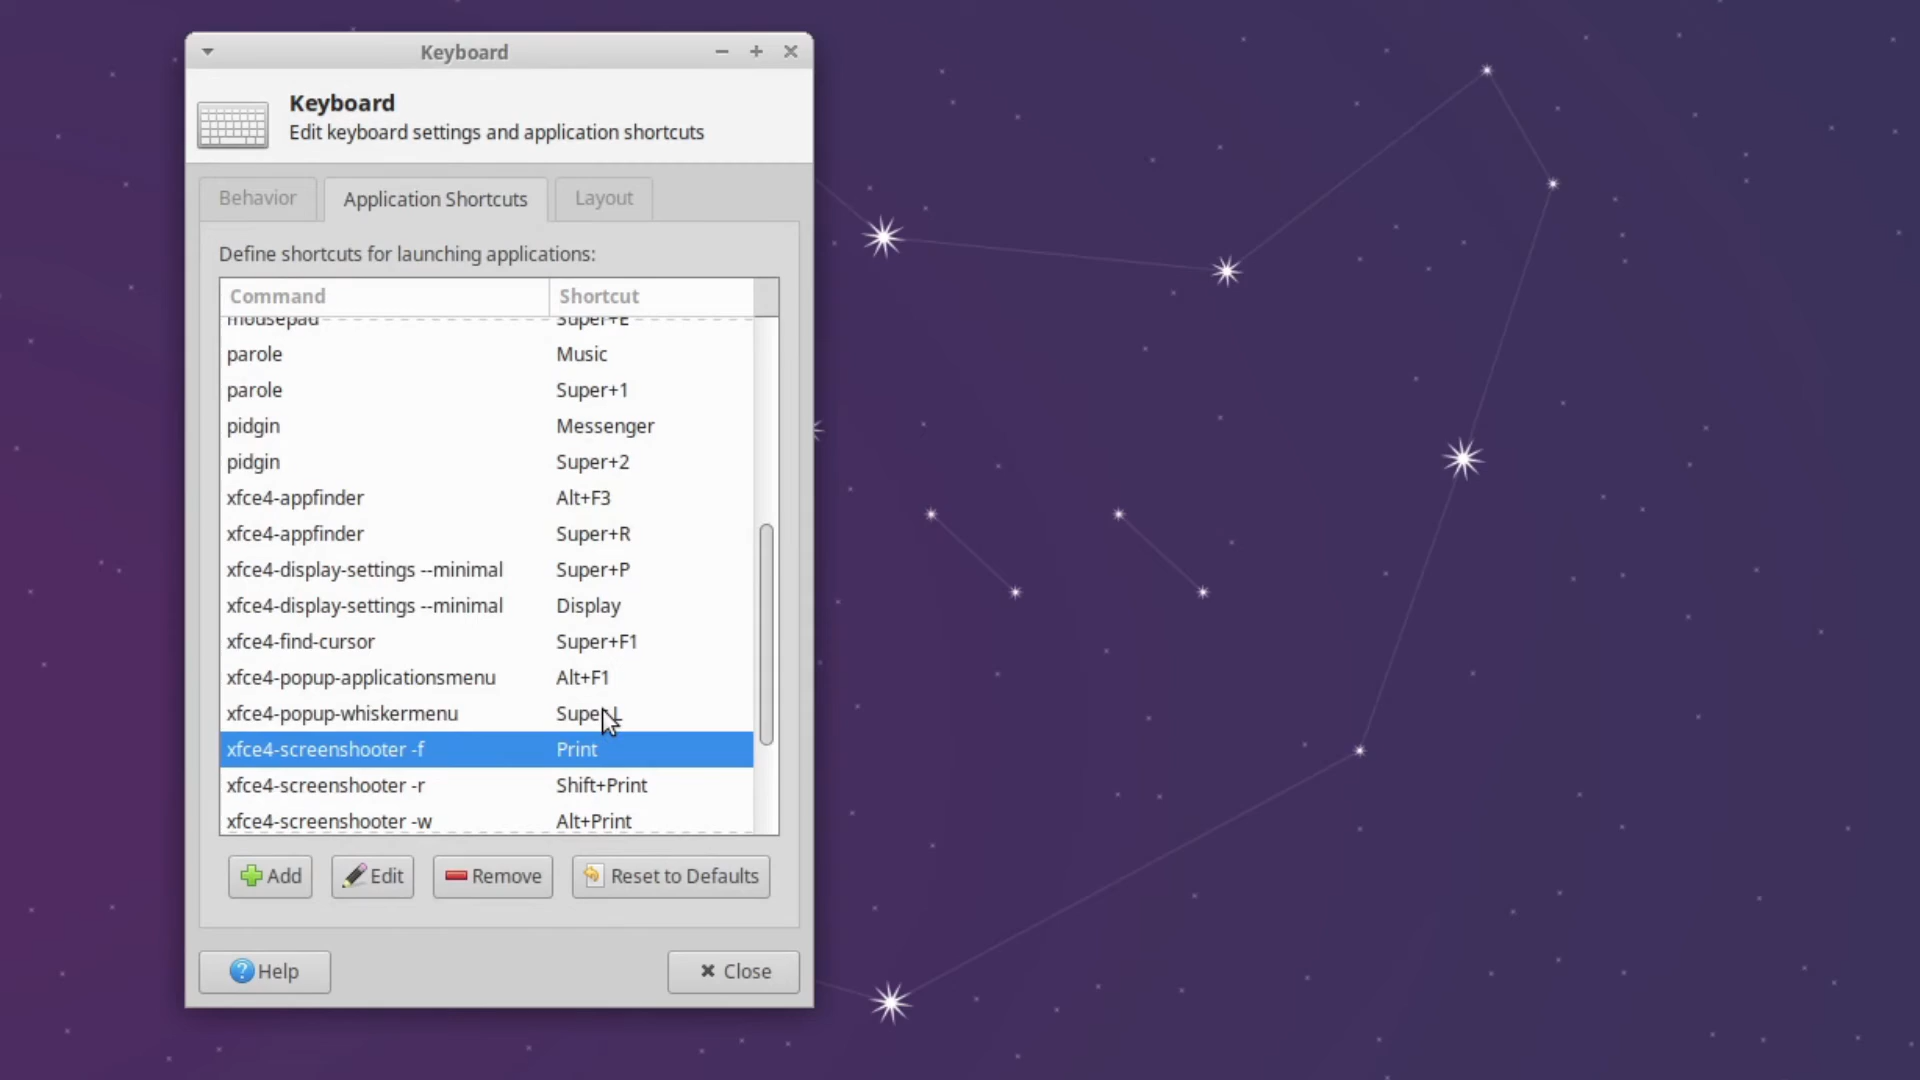 Keyboard
Keyboard
Edit keyboard settings and application shortcuts
Behavior Application Shortcuts Layout
Define shortcuts for launching applications:
Command Shortcut
mousepad Super+E
parole Music
parole Super+1
pidgin Messenger
pidgin Super+2
xfce4-appfinder Alt+F3
xfce4-appfinder Super+R
xfce4-display-settings --minimal Super+P
xfce4-display-settings --minimal Display
xfce4-find-cursor Super+F1
xfce4-popup-applicationsmenu Alt+F1
xfce4-popup-whiskermenu
xfce4-screenshooter -f Print
xfce4-screenshooter -r Shift+Print
xfce4-screenshooter -w Alt+Print
Add Edit Remove Reset to Defaults
Help Close